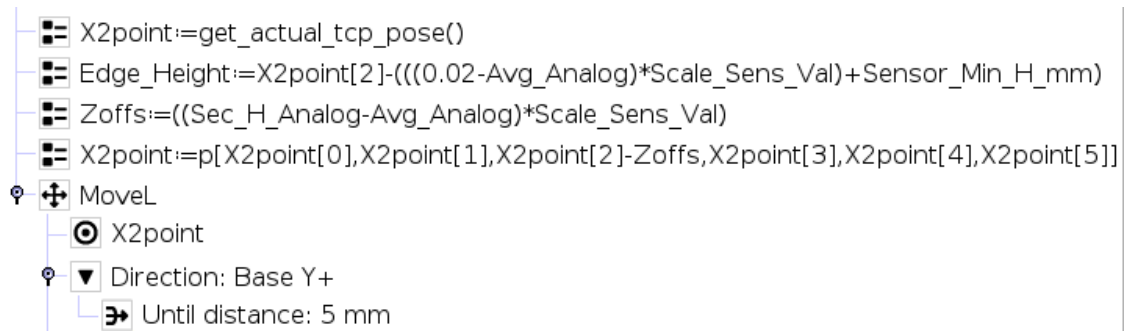 X2point:=get_actual_tcp_pose()
Edge_Height:=X2point[2]-(((0.02-Avg_Analog)*Scale_Sens_Val)+Sensor_Min_H_mm)
Zoffs:=((Sec_H_Analog-Avg_Analog)*Scale_Sens_Val)
X2point:=p[X2point[0],X2point[1],X2point[2]-Zoffs,X2point[3],X2point[4],X2point[5]]
MoveL
X2point
Direction: Base Y+
Until distance: 5 mm